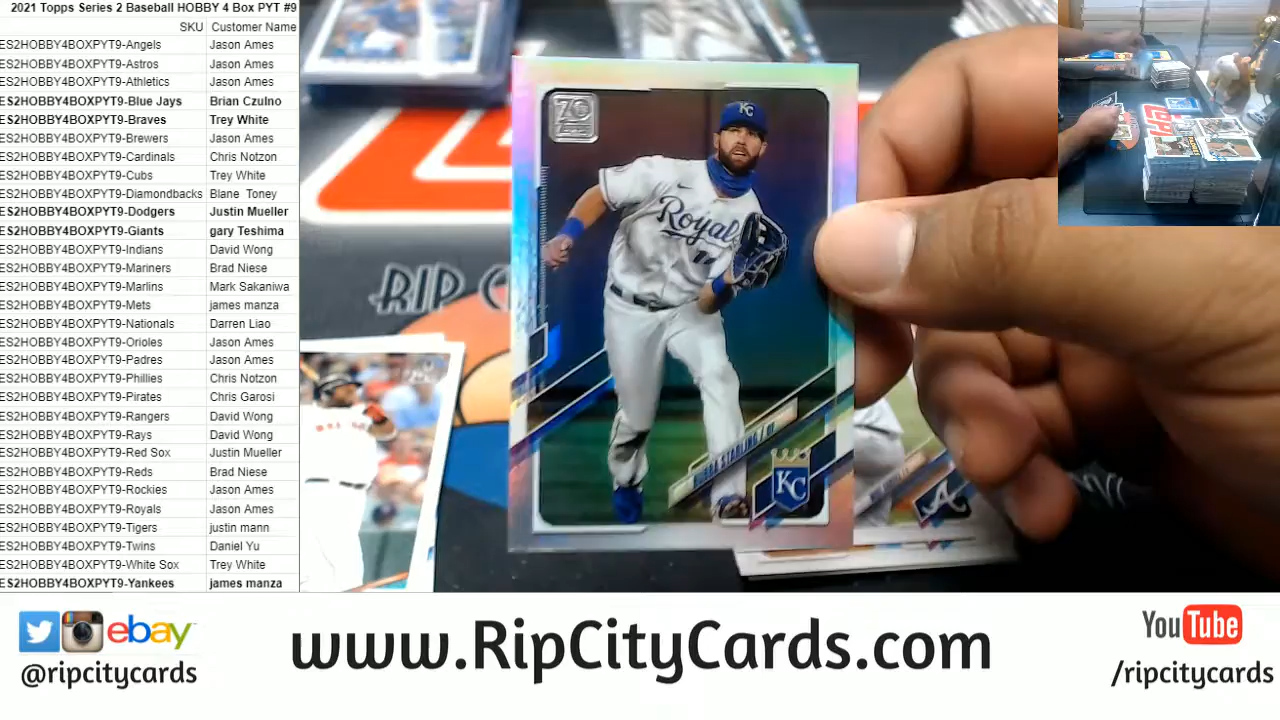 2021 Topps Series 2 Baseball HOBBY 4 Box PYT #9
SKU Customer Name
ES2HOBBY4BOXPYT9-Angels Jason Ames
ES2HOBBY4BOXPYT9-Astros Jason Ames
ES2HOBBY4BOXPYT9-Athletics Jason Ames
ES2HOBBY4BOXPYT9-Blue Jays Brian Czulno
ES2HOBBY4BOXPYT9-Braves Trey White
ES2HOBBY4BOXPYT9-Brewers Jason Ames
ES2HOBBY4BOXPYT9-Cardinals Chris Notzon
ES2HOBBY4BOXPYT9-Cubs Trey White
ES2HOBBY4BOXPYT9-Diamondbacks Blane Toney
ES2HOBBY4BOXPYT9-Dodgers Justin Mueller
ES2HOBBY4BOXPYT9-Giants gary Teshima
ES2HOBBY4BOXPYT9-Indians David Wong
ES2HOBBY4BOXPYT9-Mariners Brad Niese
ES2HOBBY4BOXPYT9-Marlins Mark Sakaniwa
ES2HOBBY4BOXPYT9-Mets james manza
ES2HOBBY4BOXPYT9-Nationals Darren Liao
ES2HOBBY4BOXPYT9-Orioles Jason Ames
ES2HOBBY4BOXPYT9-Padres Jason Ames
ES2HOBBY4BOXPYT9-Phillies Chris Notzon
ES2HOBBY4BOXPYT9-Pirates Chris Garosi
ES2HOBBY4BOXPYT9-Rangers David Wong
ES2HOBBY4BOXPYT9-Rays David Wong
ES2HOBBY4BOXPYT9-Red Sox Justin Mueller
ES2HOBBY4BOXPYT9-Reds Brad Niese
ES2HOBBY4BOXPYT9-Rockies Jason Ames
ES2HOBBY4BOXPYT9-Royals Jason Ames
ES2HOBBY4BOXPYT9-Tigers justin mann
ES2HOBBY4BOXPYT9-Twins Daniel Yu
ES2HOBBY4BOXPYT9-White Sox Trey White
ES2HOBBY4BOXPYT9-Yankees james manza
70
KC
Royals
BUBBA STARLING / OF
KC
RIP C
A
ebay
@ripcitycards
www.RipCityCards.com
YouTube
/ripcitycards